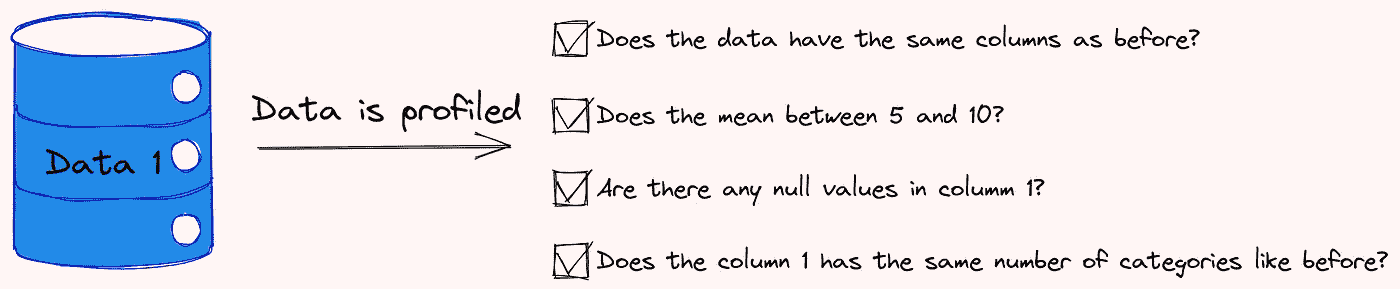 Data 1
Data is profiled
Does the data have the same columns as before?
Does the mean between 5 and 10?
Are there any null values in columm 1?
Does the column 1 has the same number of categories like before?